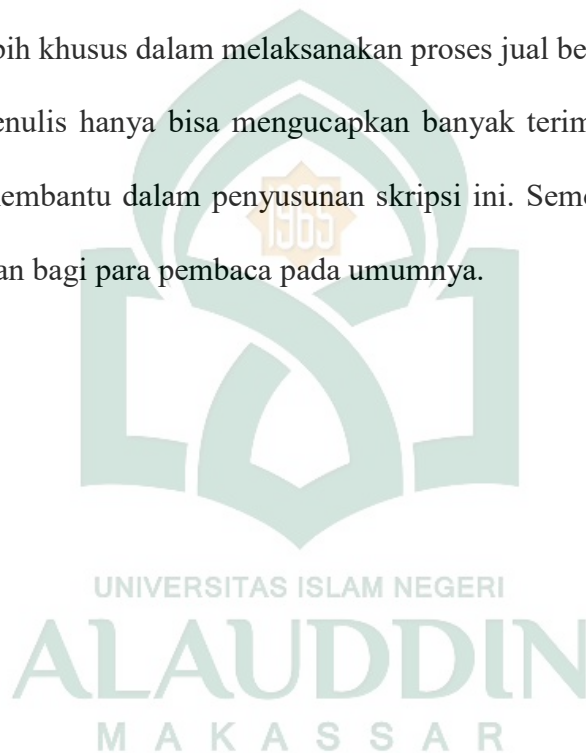 bih khusus dalam melaksanakan proses jual be
enulis hanya bisa mengucapkan banyak terim
embantu dalam penyusunan skripsi ini. Sem
an bagi para pembaca pada umumnya.
1965
UNIVERSITAS ISLAM NEGERI
ALAUDDIN
MAKASSAR